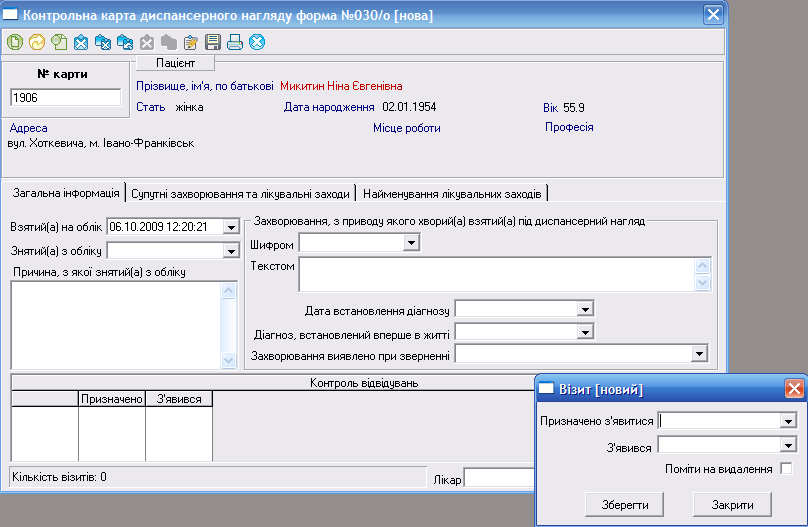 Контрольна карта диспансерного нагляду форма №030/о [нова]
№ карти
1906
Пацієнт
Прізвище, ім'я, по батькові Микитин Ніна Євгенівна
Стать жінка Дата народження 02.01.1954 Вік 55.9
Адреса Місце роботи Професія
вул. Хоткевича, м. Івано-Франківськ
Загальна інформація Супутні захворювання та лікувальні заходи Найменування лікувальних заходів
Взятий(а) на облік 06.10.2009 12:20:21
Знятий(а) з обліку
Причина, з якої знятий(а) з обліку
Захворювання, з приводу якого хворий(а) взятий(а) під диспансерний нагляд
Шифром
Текстом
Дата встановлення діагнозу
Діагноз, встановлений вперше в житті
Захворювання виявлено при зверненні
Контроль відвідувань
Призначено З'явився
Кількість візитів: 0
Лікар
Візит [новий]
Призначено з'явитися
З'явився
Поміти на видалення
Зберегти Закрити